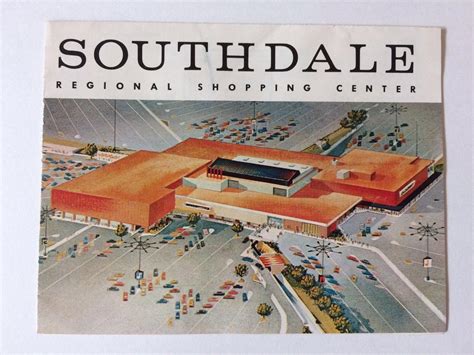 SOUTHDALE
REGIONAL SHOPPING CENTER